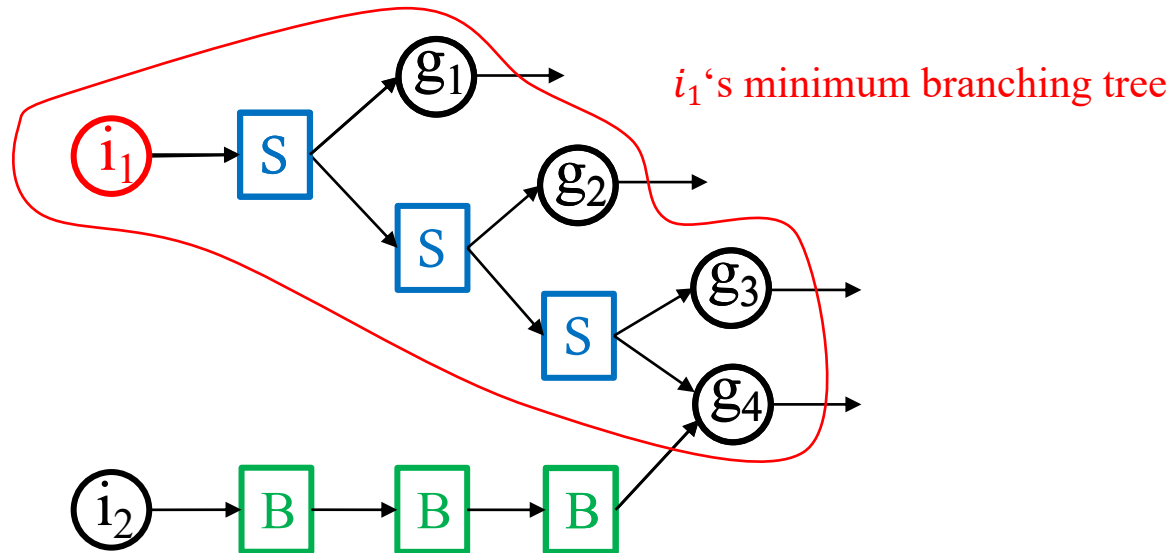 g₁
i₁‘s minimum branching tree
i₁
S
g₂
S
g₃
S
g₄
i₂
B
B
B